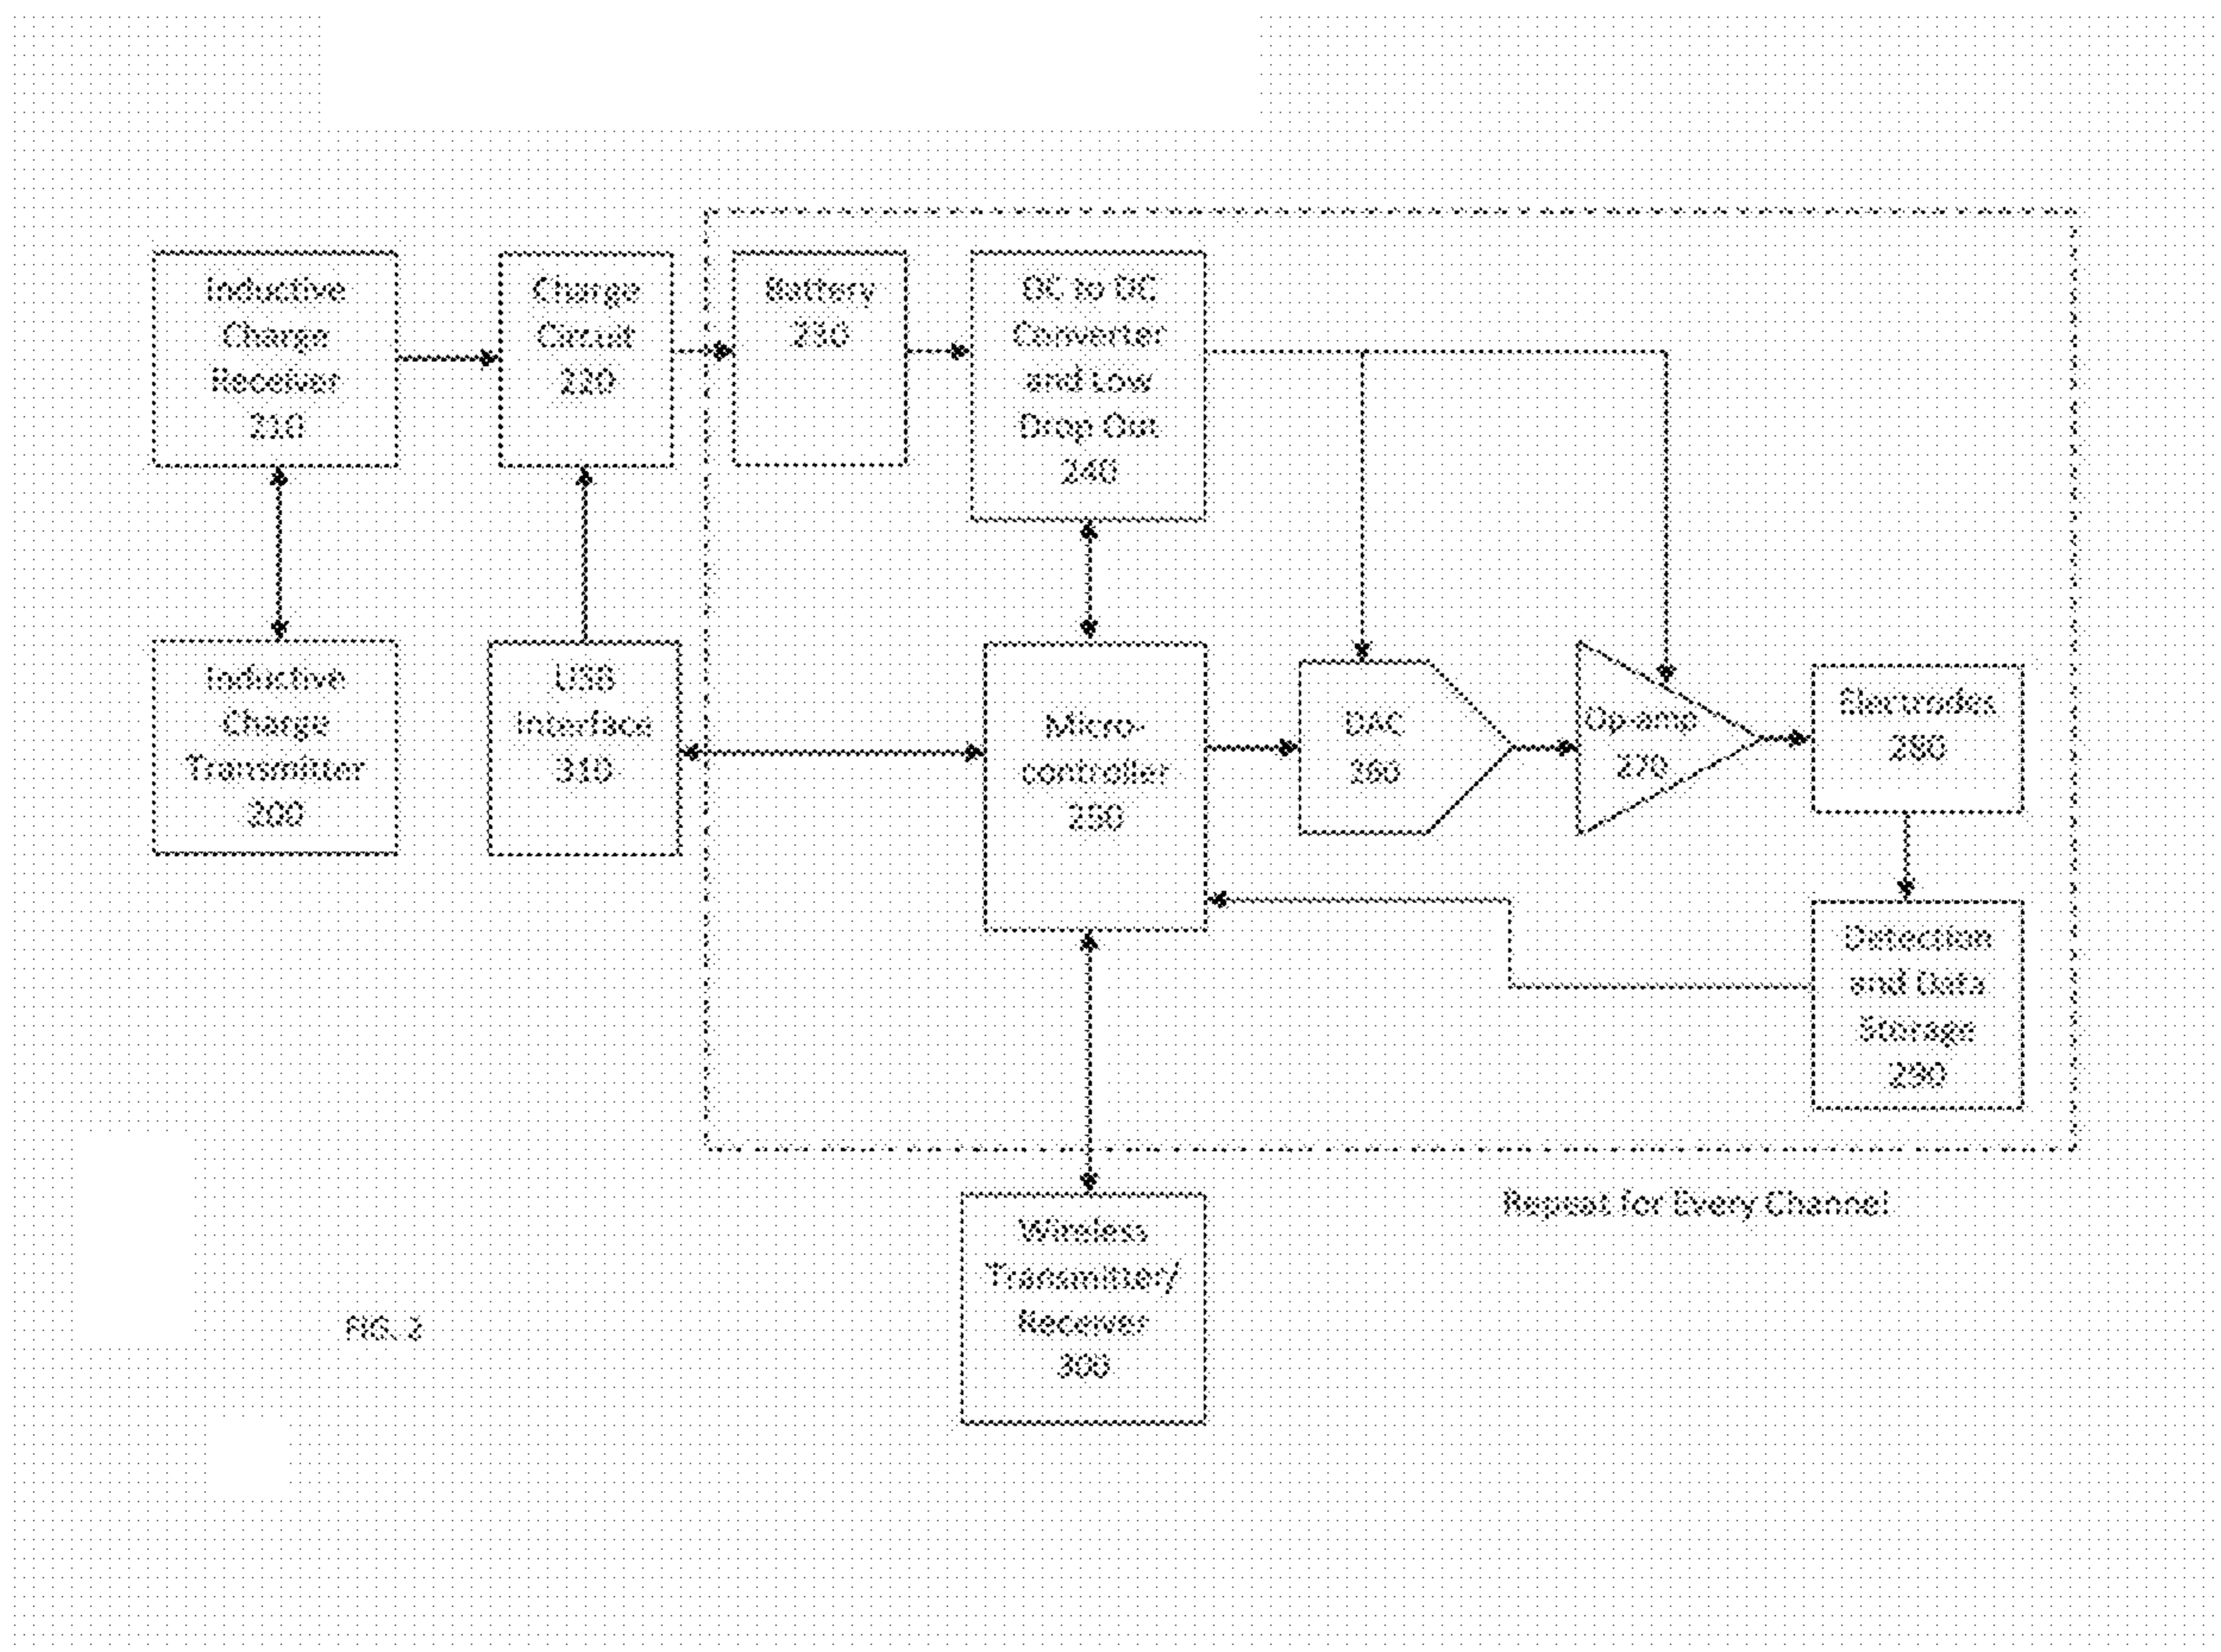 Inductive
Charge
Receiver
210
Charge
Circuit
220
Battery
230
DC to DC
Converter
and Low
Drop Out
240
Inductive
Charge
Transmitter
200
USB
Interface
310
Micro-
controller
250
DAC
260
Op-amp
270
Electrodes
280
Detection
and Data
Storage
290
Repeat for Every Channel
Wireless
Transmitter/
Receiver
300
FIG. 2